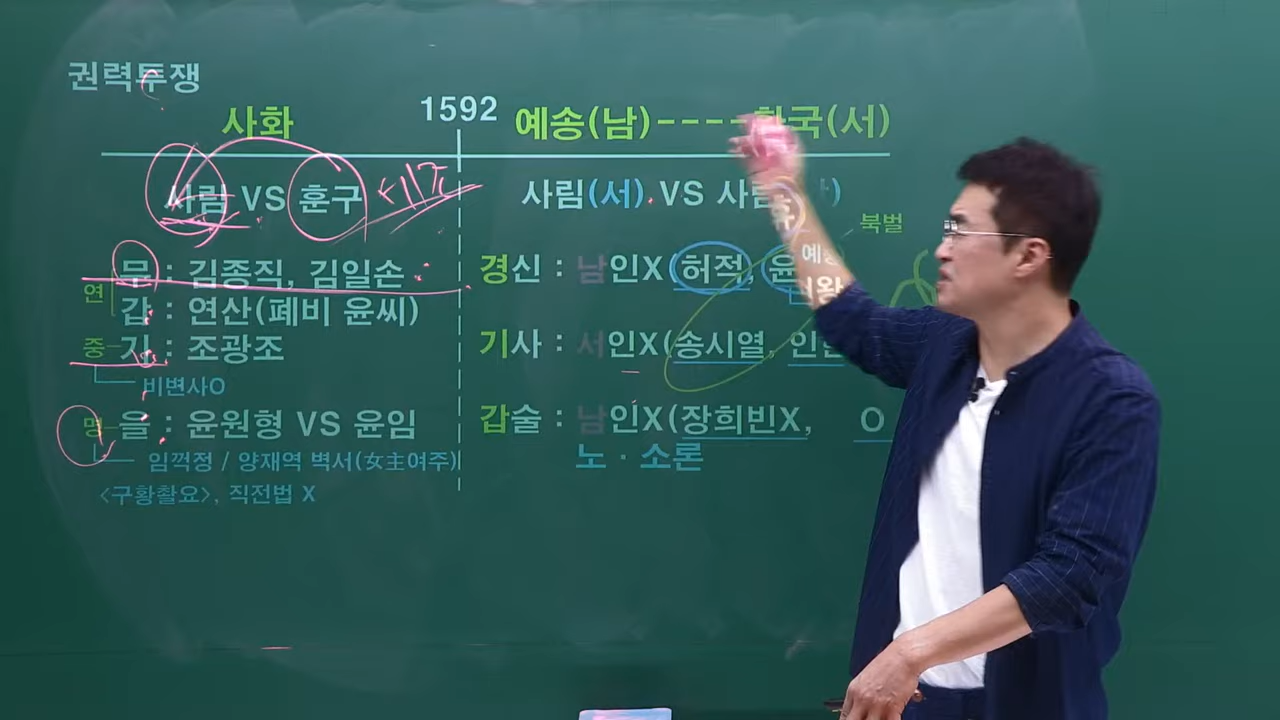 권력투쟁
사화
1592
예송(남)----환국(서)
사림 VS 훈구
사림(서) VS 사림
북벌
무 : 김종직, 김일손
연
갑 : 연산(폐비 윤씨)
중
기 : 조광조
비변사O
명
을 : 윤원형 VS 윤임
임꺽정 / 양재역 벽서(女主여주)
<구황촬요>, 직전법 X
경신 : 남인X(허적, 윤
기사 : 서인X(송시열, 인
갑술 : 남인X(장희빈X, O
노·소론